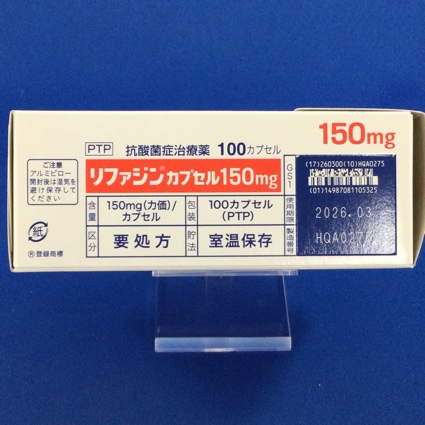 PTP 抗酸菌症治療薬 100カプセル
150mg
ご注意
アルミピロー
開封後は湿気を
避け保存して
ください
リファジンカプセル150mg
GS1
(17)260300(10)HQA0275
(01)14987081105325
含量 150mg(力価)/カプセル
包装 100カプセル(PTP)
使用期限 2026.03
区分 要処方
貯法 室温保存
製造番号
紙
Ⓡ登録商標